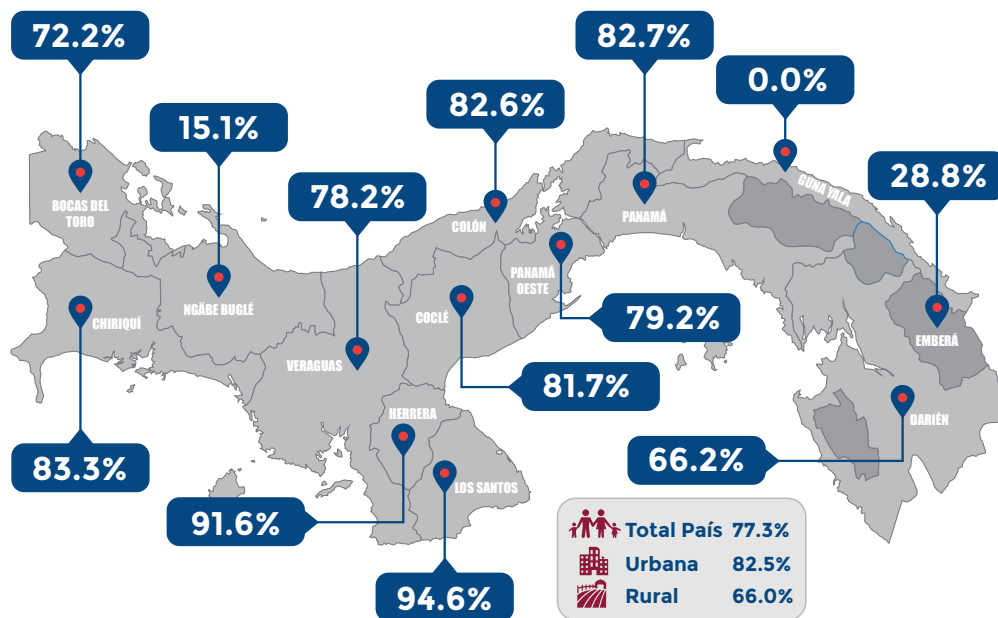 72.2%
82.7%
0.0%
82.6%
15.1%
28.8%
78.2%
BOCAS DEL
TORO
GUNA YALA
PANAMÁ
COLÓN
PANAMÁ
OESTE
NGÄBE BUGLÉ
CHIRIQUÍ
COCLÉ
79.2%
EMBERÁ
VERAGUAS
81.7%
HERRERA
DARIÉN
83.3%
66.2%
LOS SANTOS
91.6%
94.6%
Total País 77.3%
Urbana 82.5%
Rural 66.0%